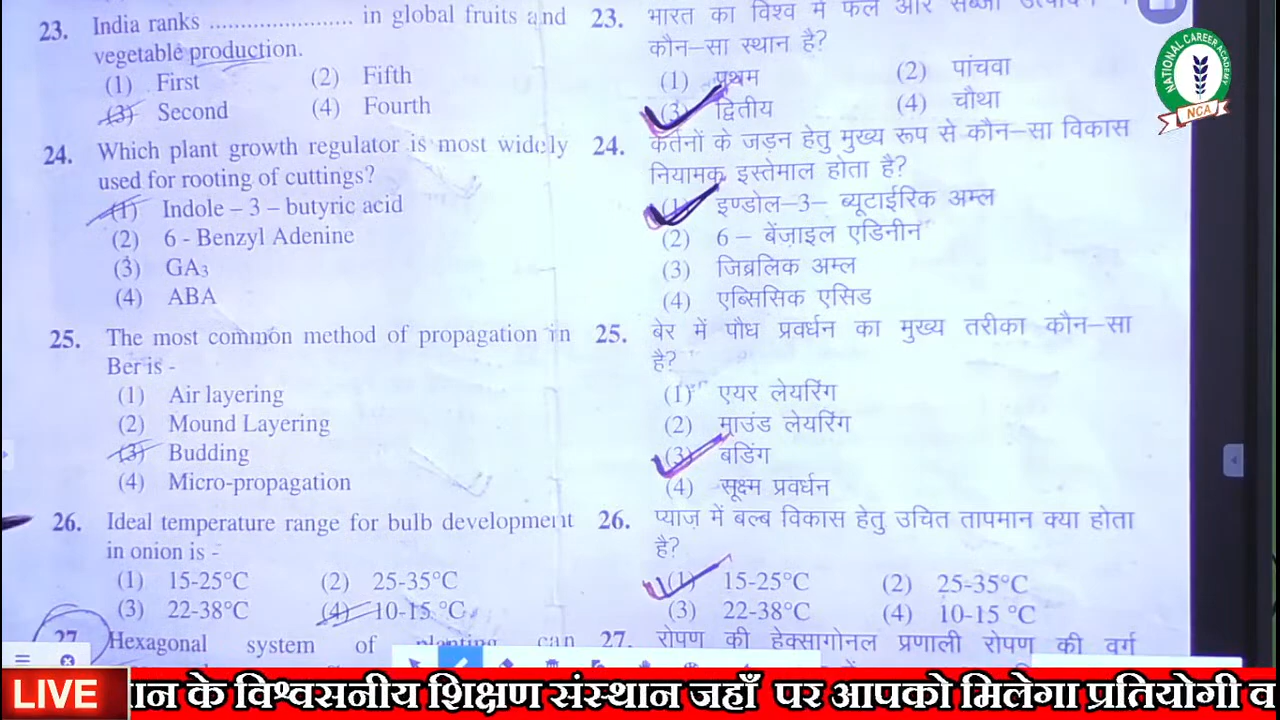 23. India ranks ........................ in global fruits and
vegetable production.
(1) First (2) Fifth
(3) Second (4) Fourth
24. Which plant growth regulator is most widely
used for rooting of cuttings?
(1) Indole – 3 – butyric acid
(2) 6 - Benzyl Adenine
(3) GA3
(4) ABA
25. The most common method of propagation in
Ber is -
(1) Air layering
(2) Mound Layering
(3) Budding
(4) Micro-propagation
26. Ideal temperature range for bulb development
in onion is -
(1) 15-25°C (2) 25-35°C
(3) 22-38°C (4) 10-15 °C
27. Hexagonal system of planting can
23. भारत का विश्व में फल और सब्जी उत्पादन में
कौन–सा स्थान है?
(1) प्रथम (2) पांचवा
(3) द्वितीय (4) चौथा
24. कर्तनों के जड़न हेतु मुख्य रूप से कौन–सा विकास
नियामक इस्तेमाल होता है?
(1) इण्डोल–3– ब्यूटाईरिक अम्ल
(2) 6 – बेंज़ाइल एडिनीन
(3) जिब्रलिक अम्ल
(4) एब्सिसिक एसिड
25. बेर में पौध प्रवर्धन का मुख्य तरीका कौन–सा
है?
(1) एयर लेयरिंग
(2) माउंड लेयरिंग
(3) बडिंग
(4) सूक्ष्म प्रवर्धन
26. प्याज़ में बल्ब विकास हेतु उचित तापमान क्या होता
है?
(1) 15-25°C (2) 25-35°C
(3) 22-38°C (4) 10-15 °C
27. रोपण की हेक्सागोनल प्रणाली रोपण की वर्ग
NATIONAL CAREER ACADEMY
NCA
LIVE
के विश्वसनीय शिक्षण संस्थान जहाँ पर आपको मिलेगा प्रतियोगी